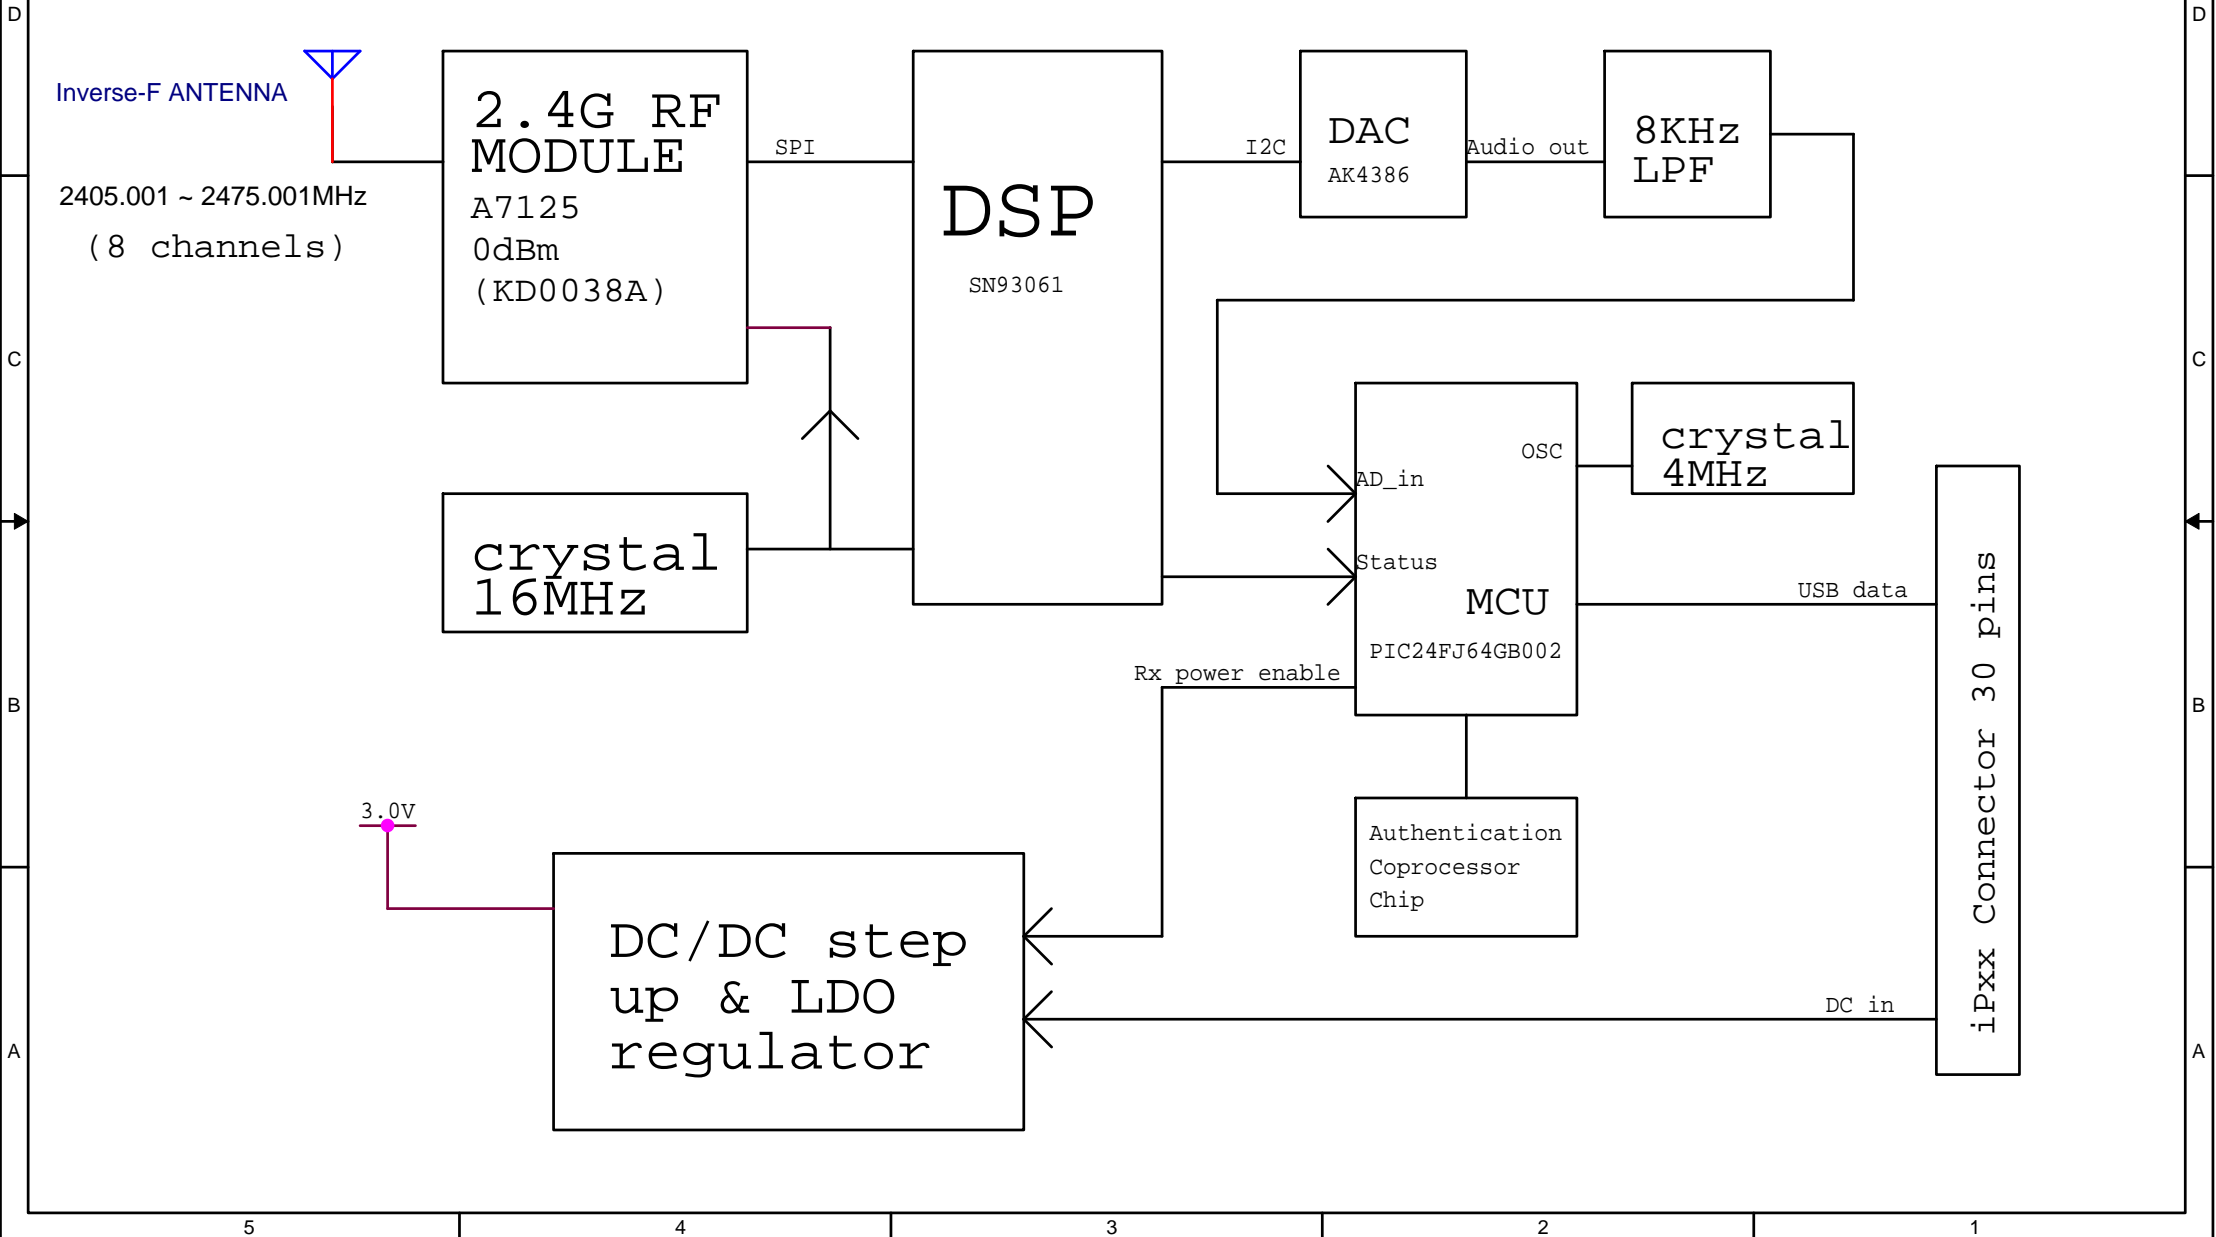 D
D
Inverse-F ANTENNA
2405.001 ~ 2475.001MHz
(8 channels)
2.4G RF
MODULE
A7125
0dBm
(KD0038A)
SPI
DSP
SN93061
I2C
DAC
AK4386
Audio out
8KHz
LPF
C
C
crystal
16MHz
AD_in
Status
OSC
MCU
PIC24FJ64GB002
crystal
4MHz
USB data
iPxx Connector 30 pins
Rx power enable
B
B
3.0V
Authentication
Coprocessor
Chip
DC/DC step
up & LDO
regulator
DC in
A
A
5
4
3
2
1